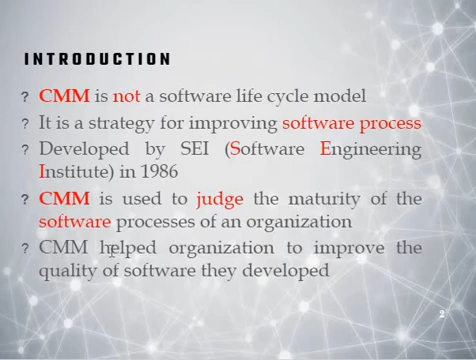 INTRODUCTION
? CMM is not a software life cycle model
? It is a strategy for improving software process
? Developed by SEI (Software Engineering
Institute) in 1986
? CMM is used to judge the maturity of the
software processes of an organization
? CMM helped organization to improve the
quality of software they developed
2